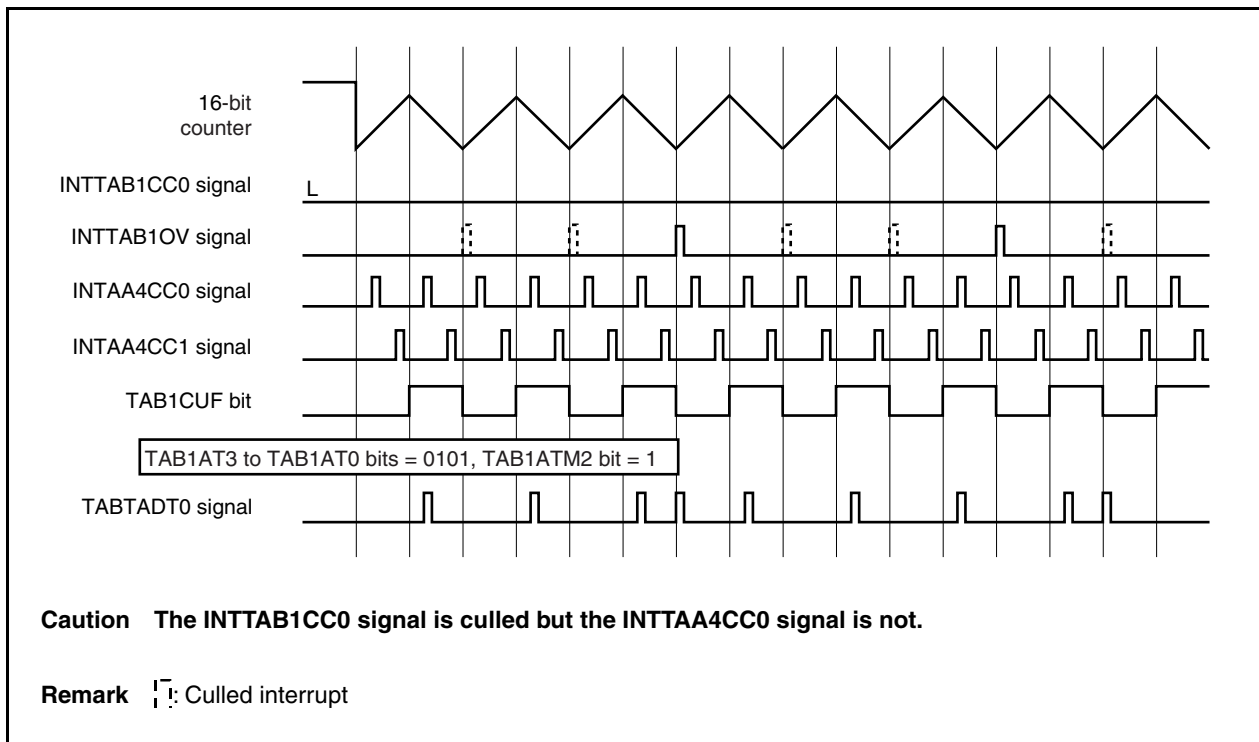 16-bit
counter
INTTAB1CC0 signal
L
INTTAB1OV signal
INTAA4CC0 signal
INTAA4CC1 signal
TAB1CUF bit
TAB1AT3 to TAB1AT0 bits = 0101, TAB1ATM2 bit = 1
TABTADT0 signal
Caution The INTTAB1CC0 signal is culled but the INTTAA4CC0 signal is not.
Remark : Culled interrupt